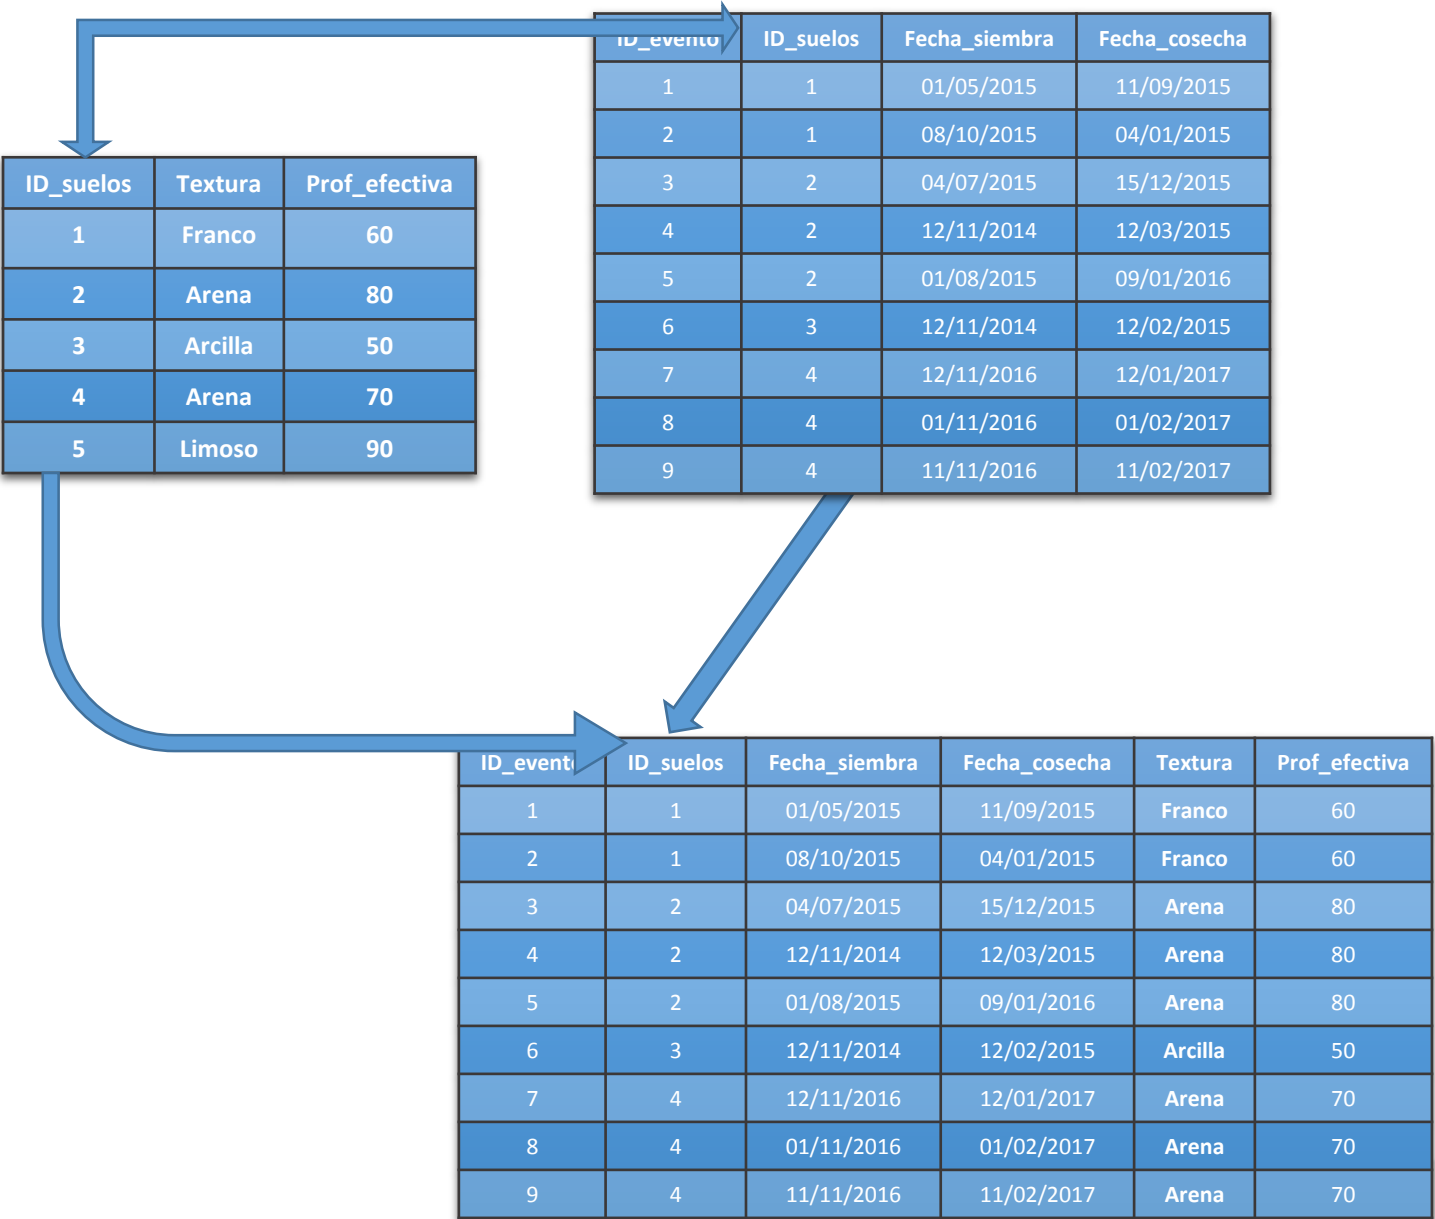 ID_evento ID_suelos Fecha_siembra Fecha_cosecha
1 1 01/05/2015 11/09/2015
2 1 08/10/2015 04/01/2015
3 2 04/07/2015 15/12/2015
4 2 12/11/2014 12/03/2015
5 2 01/08/2015 09/01/2016
6 3 12/11/2014 12/02/2015
7 4 12/11/2016 12/01/2017
8 4 01/11/2016 01/02/2017
9 4 11/11/2016 11/02/2017
ID_suelos Textura Prof_efectiva
1 Franco 60
2 Arena 80
3 Arcilla 50
4 Arena 70
5 Limoso 90
ID_evento ID_suelos Fecha_siembra Fecha_cosecha Textura Prof_efectiva
1 1 01/05/2015 11/09/2015 Franco 60
2 1 08/10/2015 04/01/2015 Franco 60
3 2 04/07/2015 15/12/2015 Arena 80
4 2 12/11/2014 12/03/2015 Arena 80
5 2 01/08/2015 09/01/2016 Arena 80
6 3 12/11/2014 12/02/2015 Arcilla 50
7 4 12/11/2016 12/01/2017 Arena 70
8 4 01/11/2016 01/02/2017 Arena 70
9 4 11/11/2016 11/02/2017 Arena 70